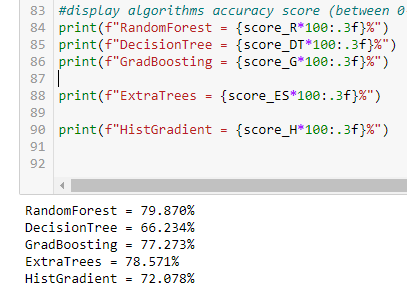 83 #display algorithms accuracy score (between 0
84 print(f"RandomForest = {score_R*100:.3f}%")
85 print(f"DecisionTree = {score_DT*100:.3f}%")
86 print(f"GradBoosting = {score_G*100:.3f}%")
87
88 print(f"ExtraTrees = {score_ES*100:.3f}%")
89
90 print(f"HistGradient = {score_H*100:.3f}%")
91
92
RandomForest = 79.870%
DecisionTree = 66.234%
GradBoosting = 77.273%
ExtraTrees = 78.571%
HistGradient = 72.078%